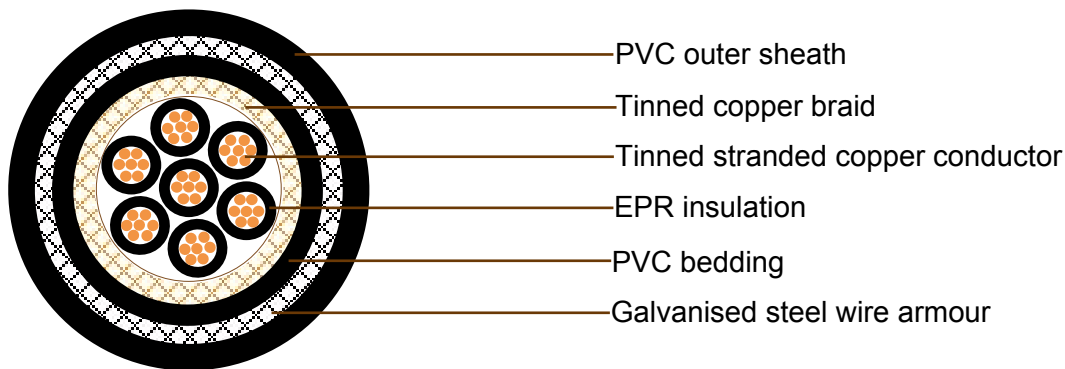 PVC outer sheath
Tinned copper braid
Tinned stranded copper conductor
EPR insulation
PVC bedding
Galvanised steel wire armour